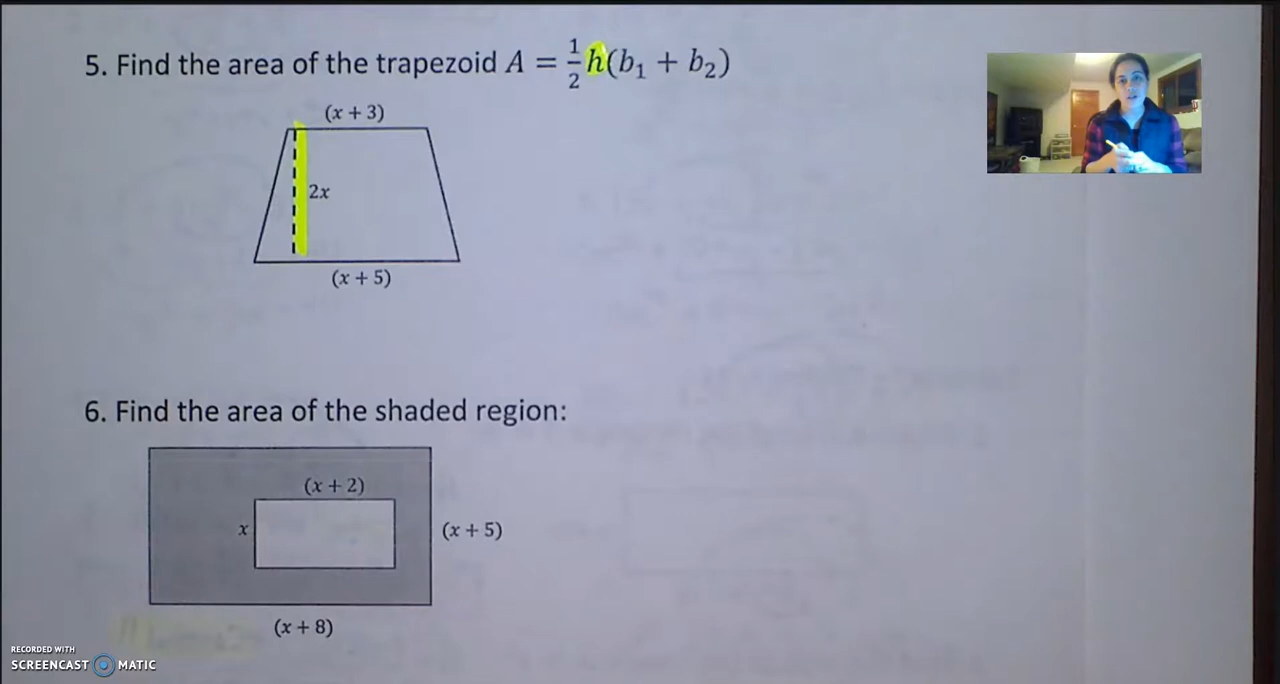 5. Find the area of the trapezoid A = 1/2 h(b₁ + b₂)
(x + 3)
2x
(x + 5)
6. Find the area of the shaded region:
(x + 2)
x
(x + 5)
(x + 8)
RECORDED WITH
SCREENCAST MATIC